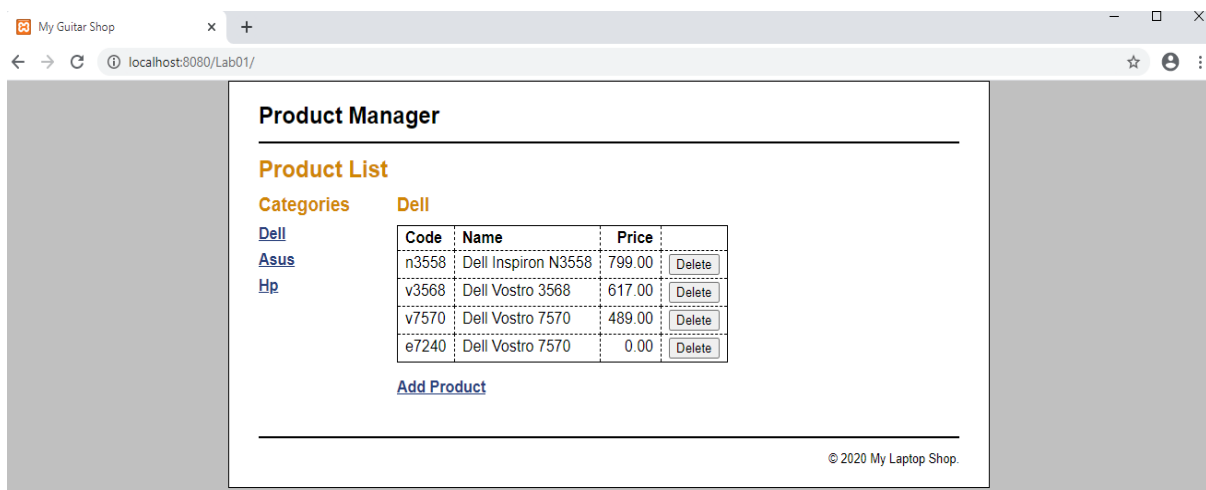 My Guitar Shop
localhost:8080/Lab01/
Product Manager
Product List
Categories
Dell
Asus
Hp
Dell
Code Name Price
n3558 Dell Inspiron N3558 799.00 Delete
v3568 Dell Vostro 3568 617.00 Delete
v7570 Dell Vostro 7570 489.00 Delete
e7240 Dell Vostro 7570 0.00 Delete
Add Product
© 2020 My Laptop Shop.